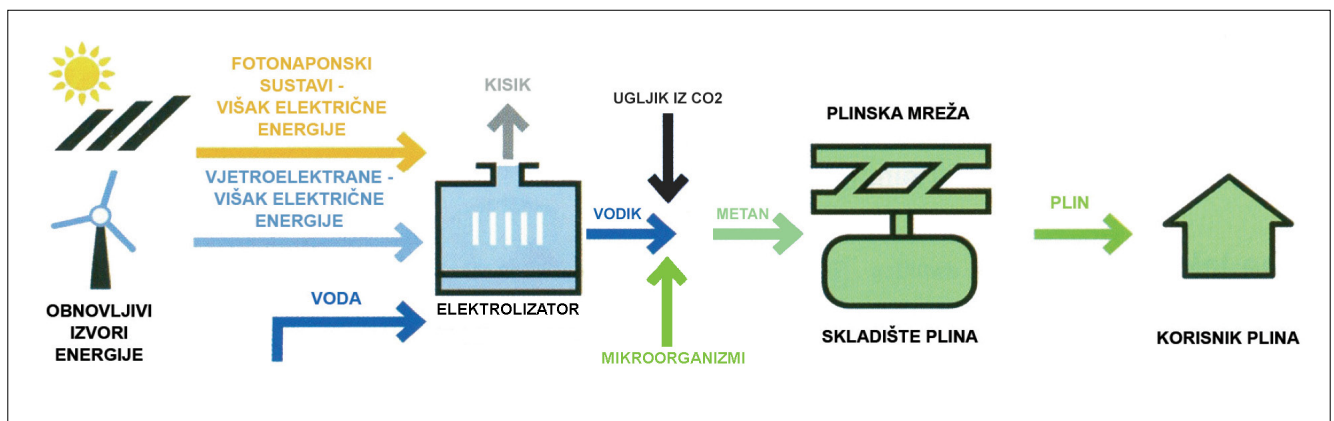 FOTONAPONSKI
SUSTAVI -
VIŠAK ELEKTRIČNE
ENERGIJE
VJETROELEKTRANE -
VIŠAK ELEKTRIČNE
ENERGIJE
OBNOVLJIVI
IZVORI
ENERGIJE
VODA
KISIK
ELEKTROLIZATOR
UGLJIK IZ CO2
VODIK
MIKROORGANIZMI
METAN
PLINSKA MREŽA
SKLADIŠTE PLINA
PLIN
KORISNIK PLINA